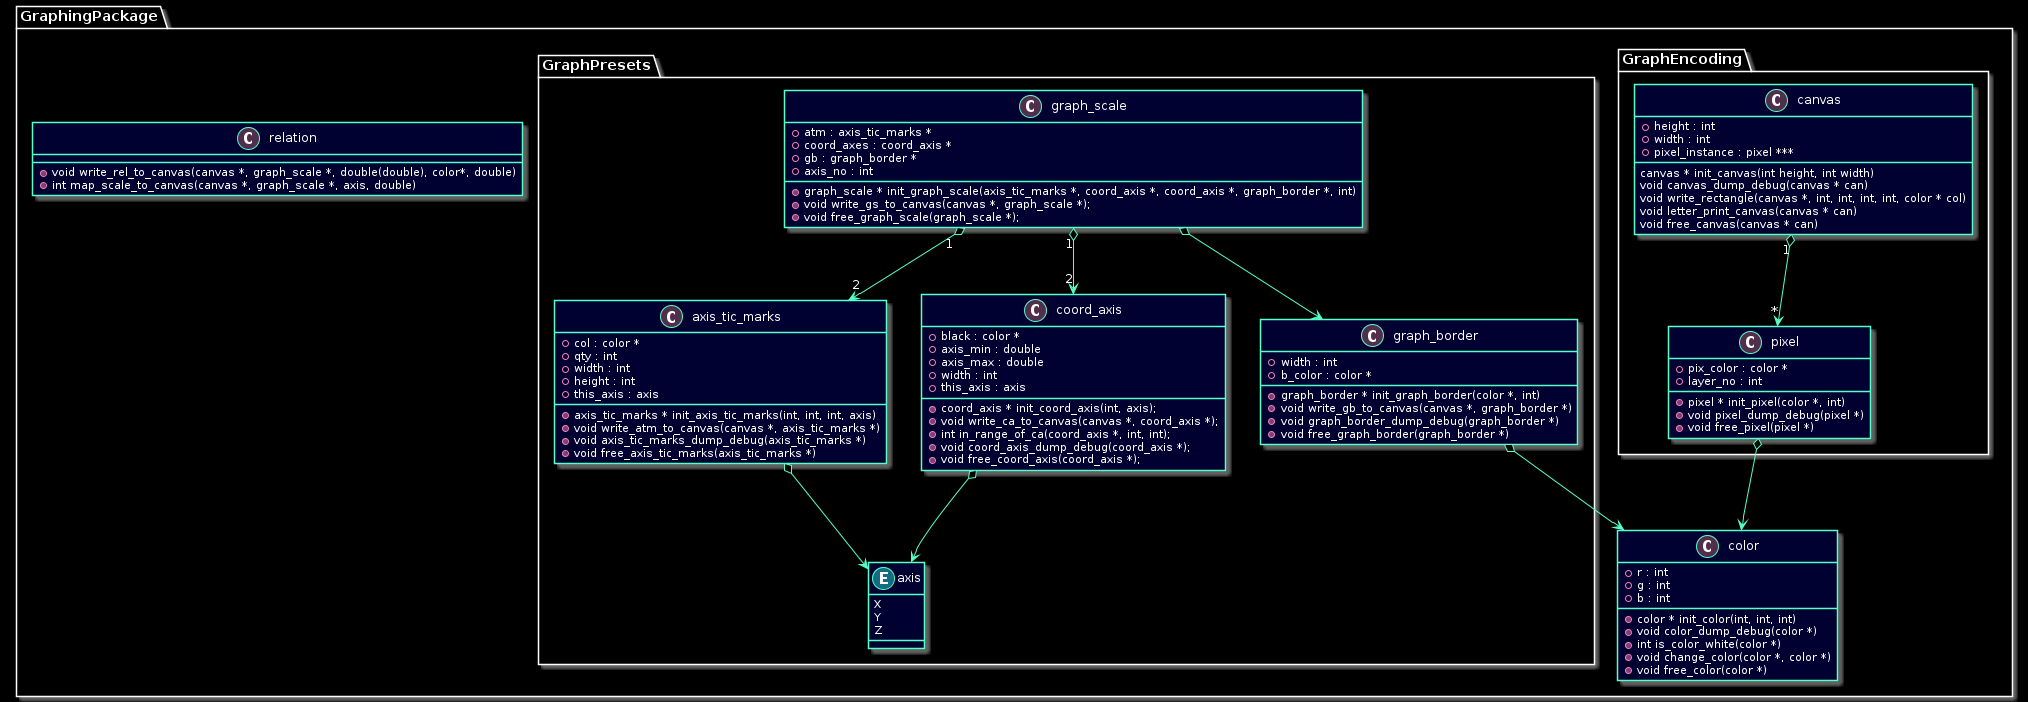 GraphingPackage
relation
void write_rel_to_canvas(canvas *, graph_scale *, double(double), color*, double)
int map_scale_to_canvas(canvas *, graph_scale *, axis, double)
GraphPresets
C graph_scale
atm : axis_tic_marks *
coord_axes : coord_axis *
gb : graph_border *
axis_no : int
graph_scale * init_graph_scale(axis_tic_marks *, coord_axis *, coord_axis *, graph_border *, int)
void write_gs_to_canvas(canvas *, graph_scale *);
void free_graph_scale(graph_scale *);
1
2
1
2
C axis_tic_marks
col : color *
qty : int
width : int
height : int
this_axis : axis
axis_tic_marks * init_axis_tic_marks(int, int, int, axis)
void write_atm_to_canvas(canvas *, axis_tic_marks *)
void axis_tic_marks_dump_debug(axis_tic_marks *)
void free_axis_tic_marks(axis_tic_marks *)
C coord_axis
black : color *
axis_min : double
axis_max : double
width : int
this_axis : axis
coord_axis * init_coord_axis(int, axis);
void write_ca_to_canvas(canvas *, coord_axis *);
int in_range_of_ca(coord_axis *, int, int);
void coord_axis_dump_debug(coord_axis *);
void free_coord_axis(coord_axis *);
C graph_border
width : int
b_color : color *
graph_border * init_graph_border(color *, int)
void write_gb_to_canvas(canvas *, graph_border *)
void graph_border_dump_debug(graph_border *)
void free_graph_border(graph_border *)
E axis
X
Y
Z
GraphEncoding
C canvas
height : int
width : int
pixel_instance : pixel ***
canvas * init_canvas(int height, int width)
void canvas_dump_debug(canvas * can)
void write_rectangle(canvas *, int, int, int, int, color * col)
void letter_print_canvas(canvas * can)
void free_canvas(canvas * can)
1
*
C pixel
pix_color : color *
layer_no : int
pixel * init_pixel(color *, int)
void pixel_dump_debug(pixel *)
void free_pixel(pixel *)
C color
r : int
g : int
b : int
color * init_color(int, int, int)
void color_dump_debug(color *)
int is_color_white(color *)
void change_color(color *, color *)
void free_color(color *)